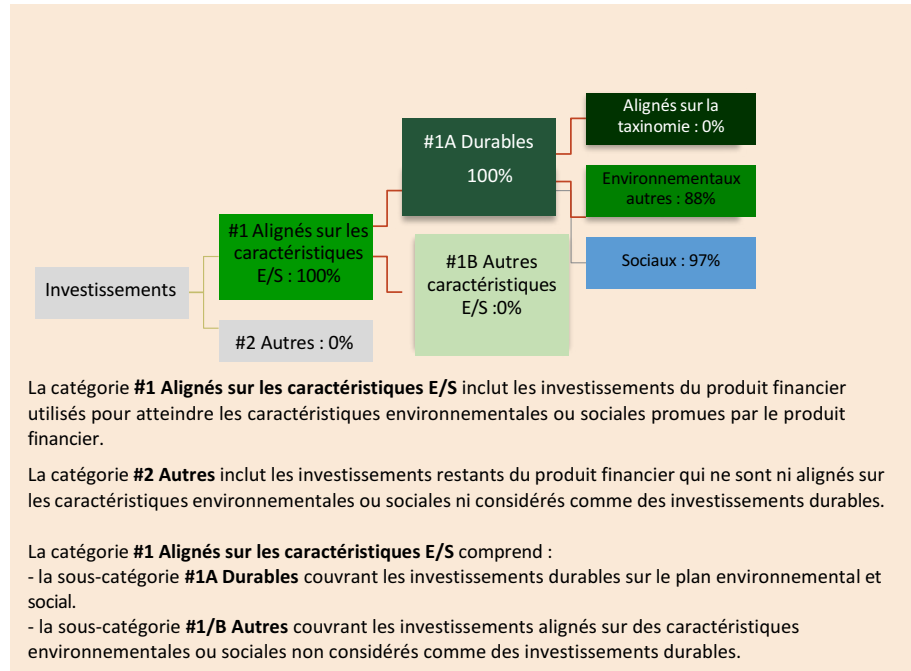 Investissements
#1 Alignés sur les
caractéristiques
E/S : 100%
#2 Autres : 0%
#1A Durables
100%
#1B Autres
caractéristiques
E/S :0%
Alignés sur la
taxinomie : 0%
Environnementaux
autres : 88%
Sociaux : 97%
La catégorie #1 Alignés sur les caractéristiques E/S inclut les investissements du produit financier
utilisés pour atteindre les caractéristiques environnementales ou sociales promues par le produit
financier.
La catégorie #2 Autres inclut les investissements restants du produit financier qui ne sont ni alignés sur
les caractéristiques environnementales ou sociales ni considérés comme des investissements durables.
La catégorie #1 Alignés sur les caractéristiques E/S comprend :
- la sous-catégorie #1A Durables couvrant les investissements durables sur le plan environnemental et
social.
- la sous-catégorie #1/B Autres couvrant les investissements alignés sur des caractéristiques
environnementales ou sociales non considérés comme des investissements durables.